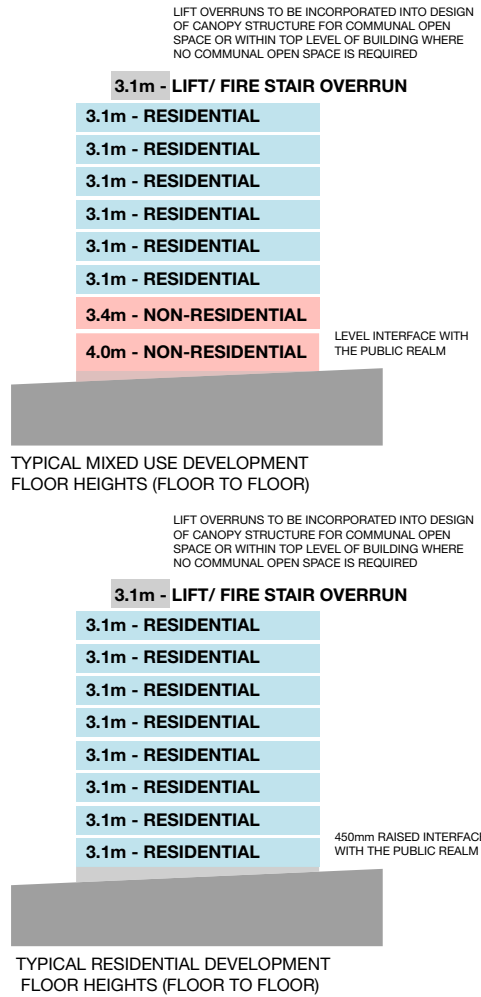 LIFT OVERRUNS TO BE INCORPORATED INTO DESIGN
OF CANOPY STRUCTURE FOR COMMUNAL OPEN
SPACE OR WITHIN TOP LEVEL OF BUILDING WHERE
NO COMMUNAL OPEN SPACE IS REQUIRED
3.1m - LIFT/ FIRE STAIR OVERRUN
3.1m - RESIDENTIAL
3.1m - RESIDENTIAL
3.1m - RESIDENTIAL
3.1m - RESIDENTIAL
3.1m - RESIDENTIAL
3.1m - RESIDENTIAL
3.4m - NON-RESIDENTIAL
4.0m - NON-RESIDENTIAL
LEVEL INTERFACE WITH
THE PUBLIC REALM
TYPICAL MIXED USE DEVELOPMENT
FLOOR HEIGHTS (FLOOR TO FLOOR)
LIFT OVERRUNS TO BE INCORPORATED INTO DESIGN
OF CANOPY STRUCTURE FOR COMMUNAL OPEN
SPACE OR WITHIN TOP LEVEL OF BUILDING WHERE
NO COMMUNAL OPEN SPACE IS REQUIRED
3.1m - LIFT/ FIRE STAIR OVERRUN
3.1m - RESIDENTIAL
3.1m - RESIDENTIAL
3.1m - RESIDENTIAL
3.1m - RESIDENTIAL
3.1m - RESIDENTIAL
3.1m - RESIDENTIAL
3.1m - RESIDENTIAL
3.1m - RESIDENTIAL
450mm RAISED INTERFACE
WITH THE PUBLIC REALM
TYPICAL RESIDENTIAL DEVELOPMENT
FLOOR HEIGHTS (FLOOR TO FLOOR)